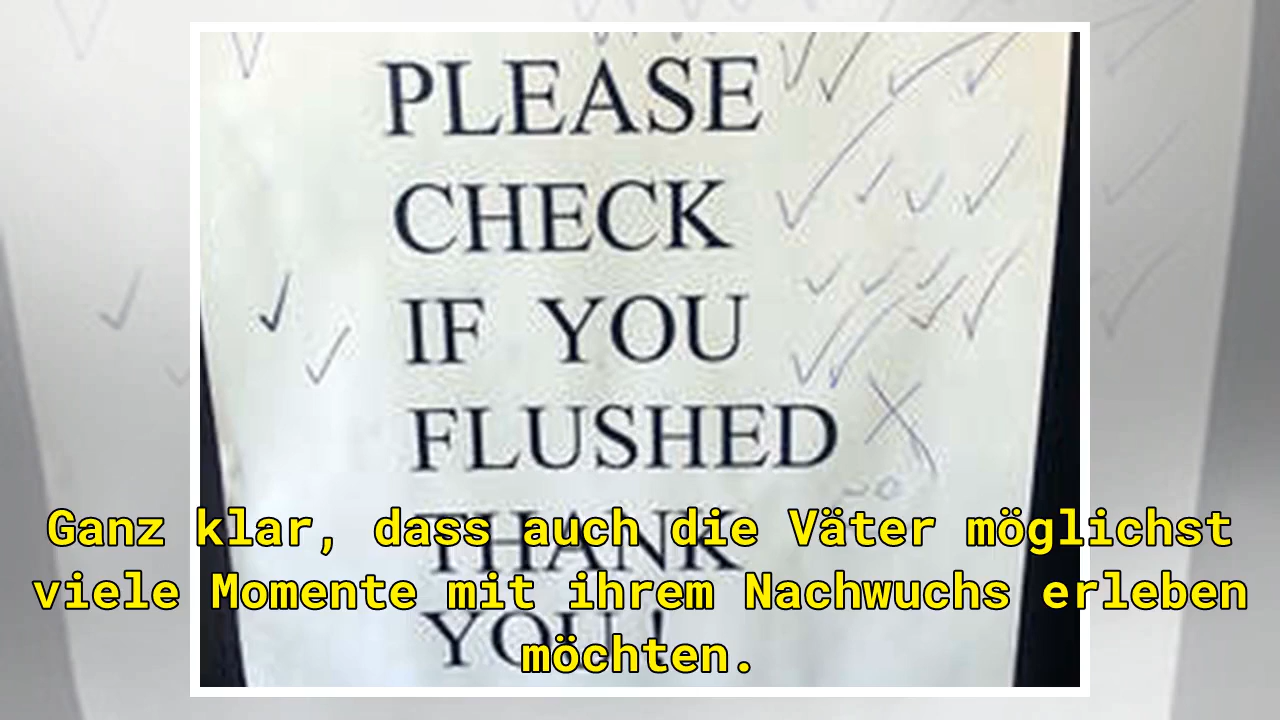 PLEASE
CHECK
IF YOU
FLUSHED
THANK
YOU!
Ganz klar, dass auch die Väter möglichst
viele Momente mit ihrem Nachwuchs erleben
möchten.